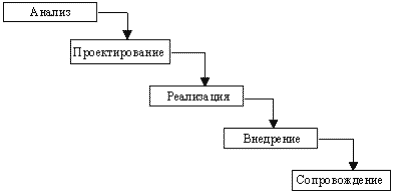 Анализ
Проектирование
Реализация
Внедрение
Сопровождение